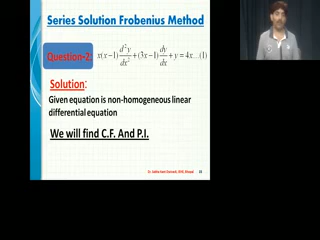 Series Solution Frobenius Method
Question-2: x(x−1) d²y/dx² + (3x−1) dy/dx + y = 4x...(1)
Solution:
Given equation is non-homogeneous linear
differential equation
We will find C.F. And P.I.